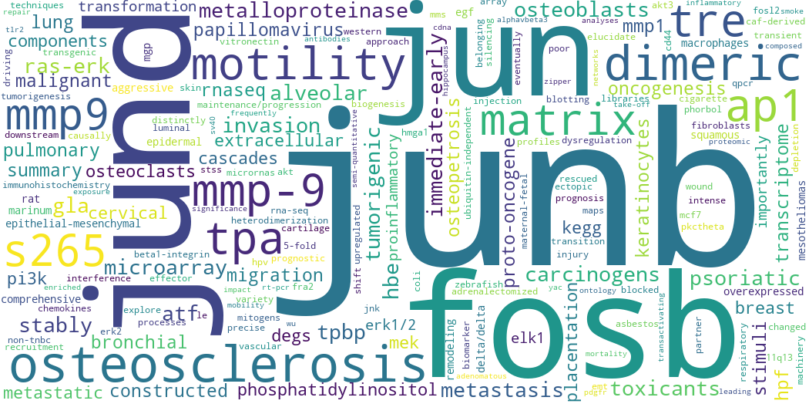 techniques
transformation
metalloproteinase
jun
osteoblasts
akt3
inflammatory
repair
lung
papillomavirus
western
mms
egf
array
alphavbeta3
analyses
mmp1
tre
fosl2
smoke
tlr2
components
mgp
vitronectin
antibodies
approach
cdna
hippocampus
belonging
silencing
elucidate
macrophages
cd44
caf-derived
transient
transgenic
driving
ras-erk
motility
immediate-early
eventually
poor
zipper
networks
dimeric
composed
malignant
aggressive
skin
rnaseq
alveolar
oncogenesis
qpcr
tumorigenesis
maintenance/progression
biogenesis
injection
blotting
libraries
take-off
cigarette
phorbol
ap1
mmp9
distinctly
sv40
frequently
invasion
hmga1
matrix
fibroblasts
squamous
proteomic
depletion
downstream
causally
luminal
epidermal
extracellular
semi-quantitative
osteopetrosis
profiles
dysregulation
keratinocytes
importantly
transcriptome
mesotheliomas
pulmonary
cascades
micrornas
akt
stss
tumorigenic
ubiquitin-independent
proto-oncogene
maternal-fetal
rescued
ectopic
prognosis
maps
wound
intense
summary
osteoclasts
immunohistochemistry
exposure
jund
mmp-9
significance
rna-seq
heterodimerization
cartilage
junb
kegg
mcf7
pkctheta
rat
marinum
gla
cervical
epithelial-mesenchymal
tpa
5-fold
prognostic
hpv
upregulated
shift
proinflammatory
hbe
transition
injury
s265
beta1-integrin
microarray
migration
coli
zebrafish
adrenalectomized
yac
carcinogens
ontology
blocked
psoriatic
overexpressed
pi3k
interference
effector
enriched
impact
rt-pcr
fra2
variety
fosb
asbestos
breast
comprehensive
chemokines
explore
atf
le
mobility
mitogens
precise
jnk
delta/delta
remodeling
biomarker
placentation
transactivating
partner
respiratory
changed
stably
erk2
processes
wu
degs
tpbp
erk1/2
elk1
mortality
stimuli
11q13
machinery
non-tnbc
recruitment
bronchial
vascular
mek
adenomatous
osteosclerosis
metastatic
constructed
phosphatidylinositol
metastasis
pdgfr
toxicants
leading
hpf